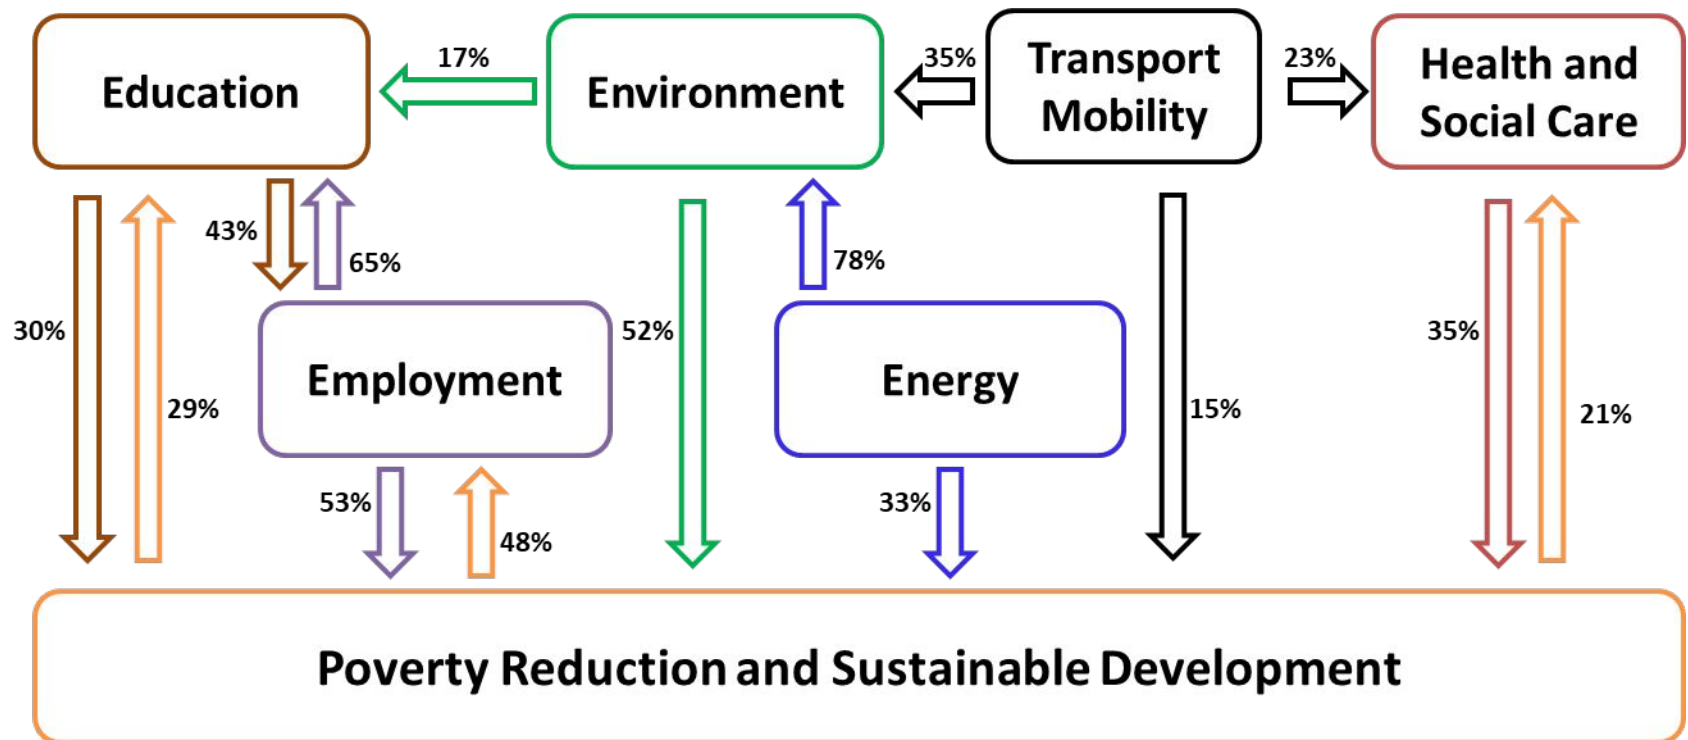 17%
35%
Transport
Mobility
23%
Health and
Social Care
Education
Environment
43%
65%
78%
30%
52%
35%
Employment
Energy
29%
15%
21%
53%
48%
33%
Poverty Reduction and Sustainable Development